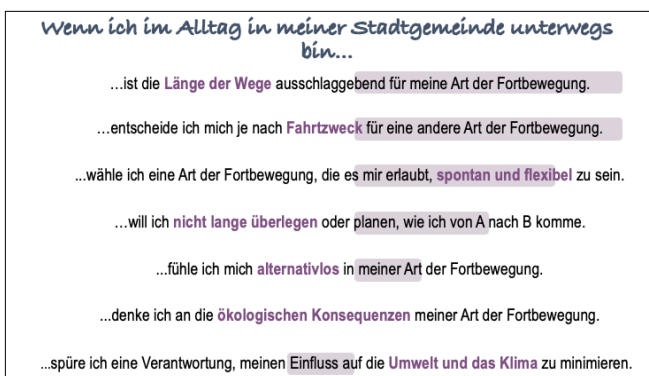 Wenn ich im Alltag in meiner Stadtgemeinde unterwegs
bin...
…ist die Länge der Wege ausschlaggebend für meine Art der Fortbewegung.
…entscheide ich mich je nach Fahrtzweck für eine andere Art der Fortbewegung.
...wähle ich eine Art der Fortbewegung, die es mir erlaubt, spontan und flexibel zu sein.
…will ich nicht lange überlegen oder planen, wie ich von A nach B komme.
...fühle ich mich alternativlos in meiner Art der Fortbewegung.
...denke ich an die ökologischen Konsequenzen meiner Art der Fortbewegung.
...spüre ich eine Verantwortung, meinen Einfluss auf die Umwelt und das Klima zu minimieren.